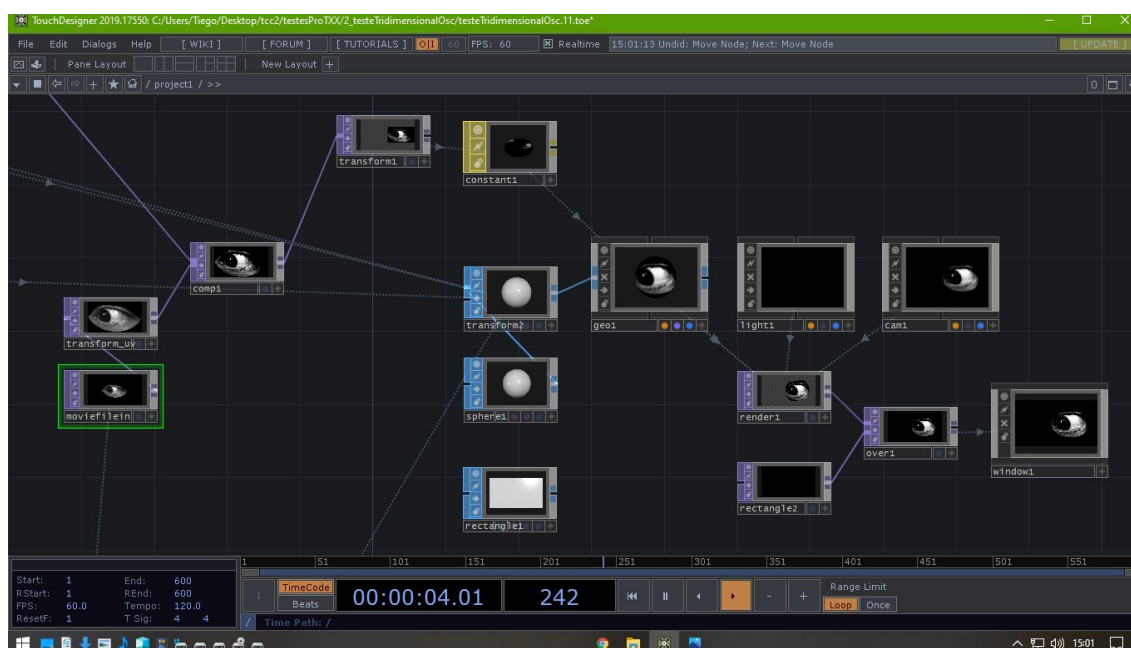 TouchDesigner 2019.17550: C:/Users/Tiego/Desktop/tcc2/testesProTXX/2_testeTridimensionalOsc/testeTridimensionalOsc.11.toe*
File Edit Dialogs Help [ WIKI ] [ FORUM ] [ TUTORIALS ] O|I 60 FPS: 60 Realtime 15:01:13 Undid: Move Node; Next: Move Node [ UPDATE ]
Pane Layout New Layout +
/ project1 / >> 0
transform1
constant1
comp1
transform2
geo1
light1
cam1
transform_uv
moviefilein
sphere1
render1
over1
window1
rectangle2
rectangle1
1 51 101 151 201 251 301 351 401 451 501 551
Start: 1 End: 600
RStart: 1 REnd: 600
FPS: 60.0 Tempo: 120.0
ResetF: 1 T Sig: 4 4
TimeCode
Beats
00:00:04.01 242
Range Limit
Loop Once
/ Time Path: /
15:01